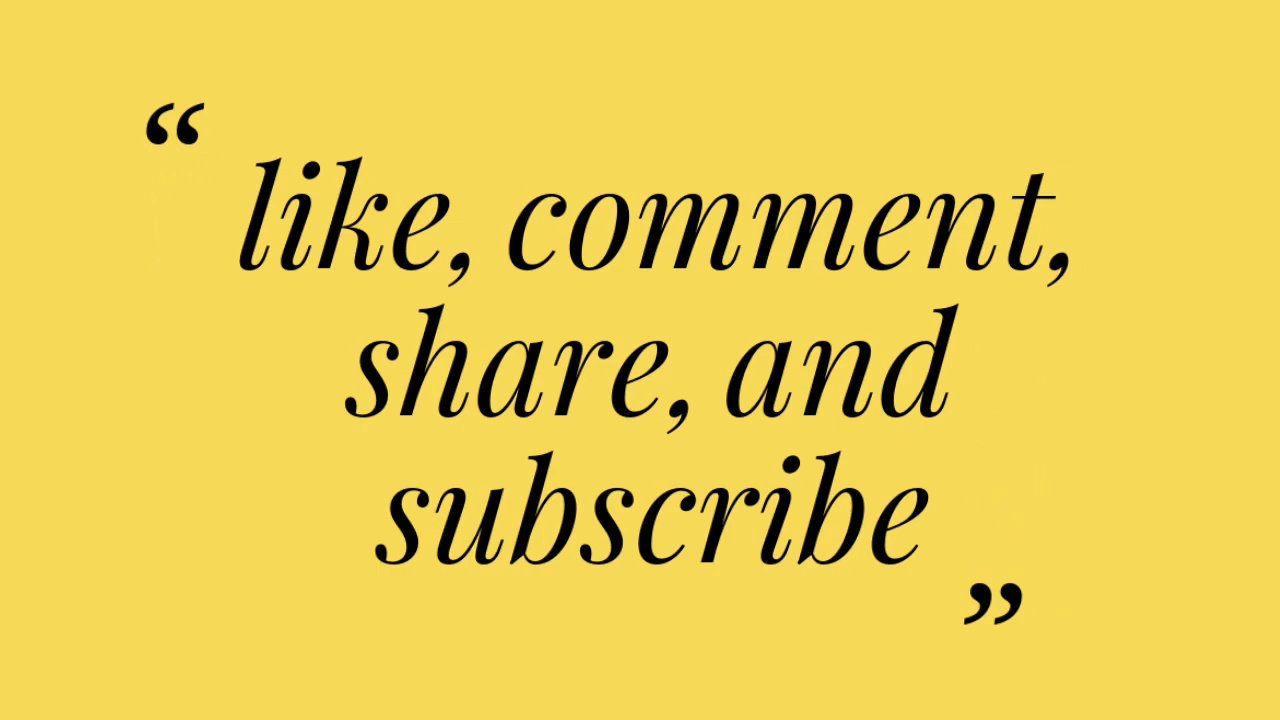 “like, comment,
share, and
subscribe”